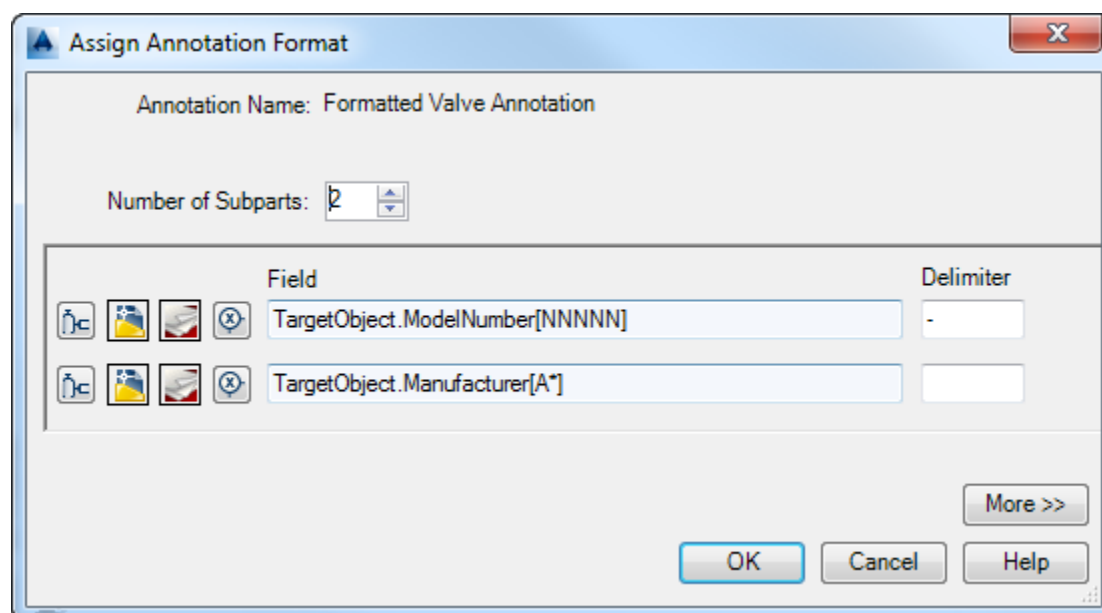 Assign Annotation Format
Annotation Name: Formatted Valve Annotation
Number of Subparts: 2
Field Delimiter
TargetObject.ModelNumber[NNNNN] -
TargetObject.Manufacturer[A*]
More >>
OK Cancel Help